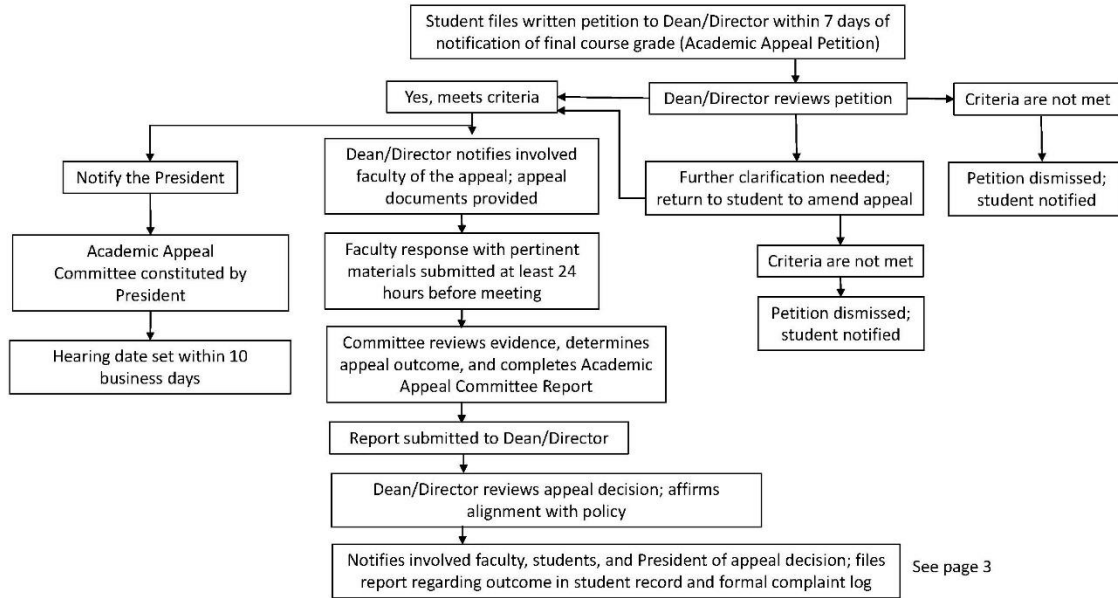 Student files written petition to Dean/Director within 7 days of
notification of final course grade (Academic Appeal Petition)
Yes, meets criteria
Dean/Director reviews petition
Criteria are not met
Notify the President
Dean/Director notifies involved
faculty of the appeal; appeal
documents provided
Further clarification needed;
return to student to amend appeal
Petition dismissed;
student notified
Academic Appeal
Committee constituted by
President
Faculty response with pertinent
materials submitted at least 24
hours before meeting
Criteria are not met
Petition dismissed;
student notified
Hearing date set within 10
business days
Committee reviews evidence, determines
appeal outcome, and completes Academic
Appeal Committee Report
Report submitted to Dean/Director
Dean/Director reviews appeal decision; affirms
alignment with policy
Notifies involved faculty, students, and President of appeal decision; files
report regarding outcome in student record and formal complaint log
See page 3